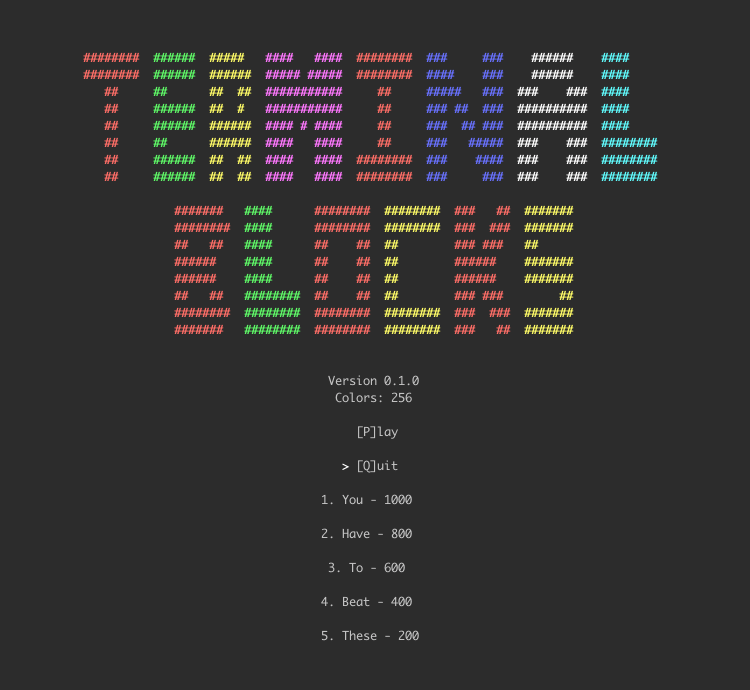 TERMINAL
BLOCKS
Version 0.1.0
Colors: 256
[P]lay
> [Q]uit
1. You - 1000
2. Have - 800
3. To - 600
4. Beat - 400
5. These - 200